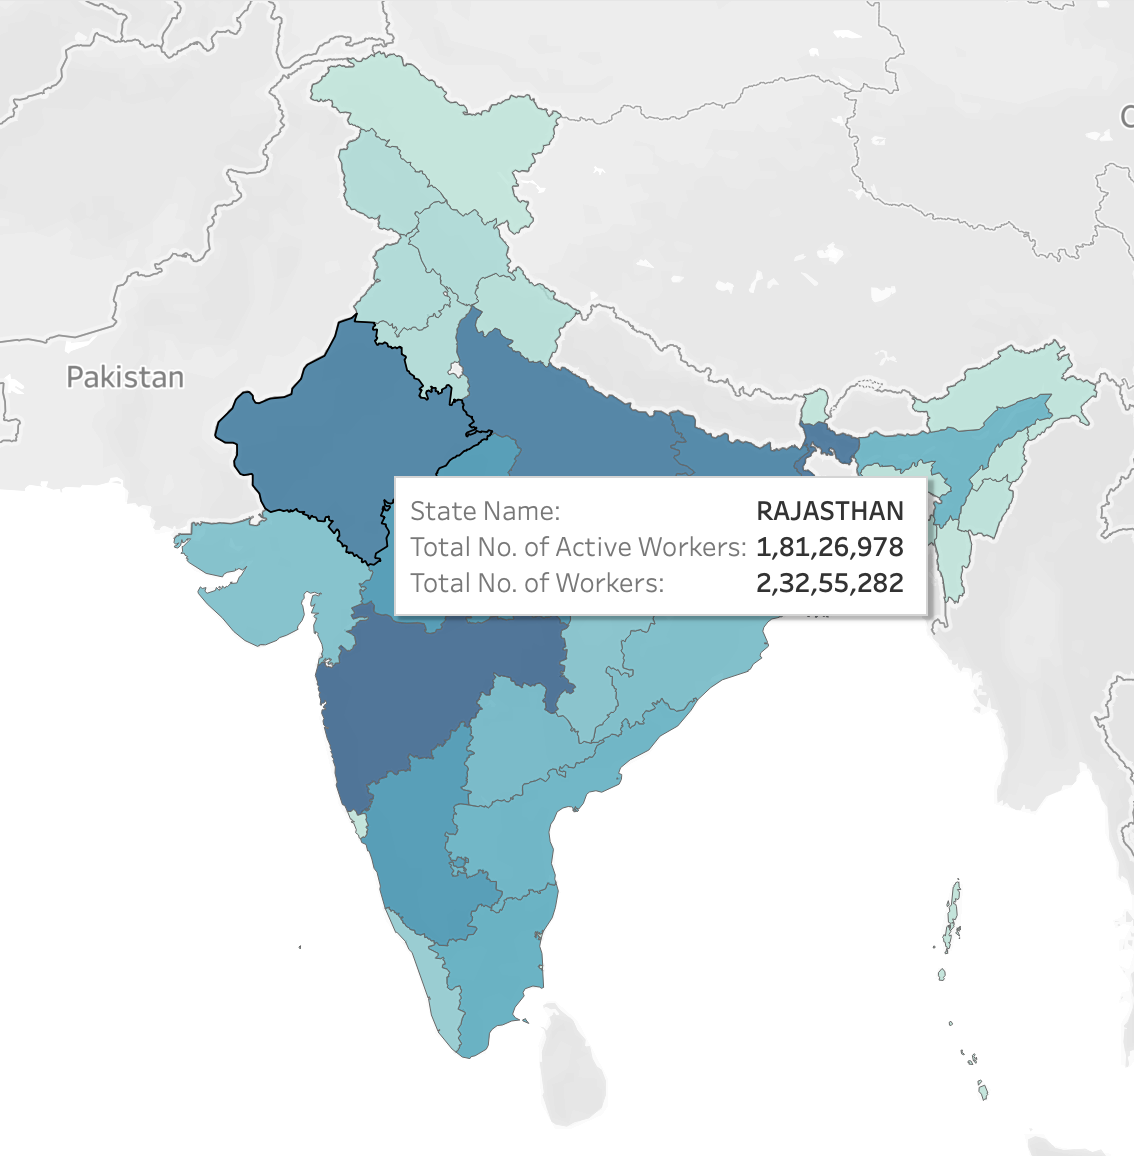 Pakistan
State Name: RAJASTHAN
Total No. of Active Workers: 1,81,26,978
Total No. of Workers: 2,32,55,282